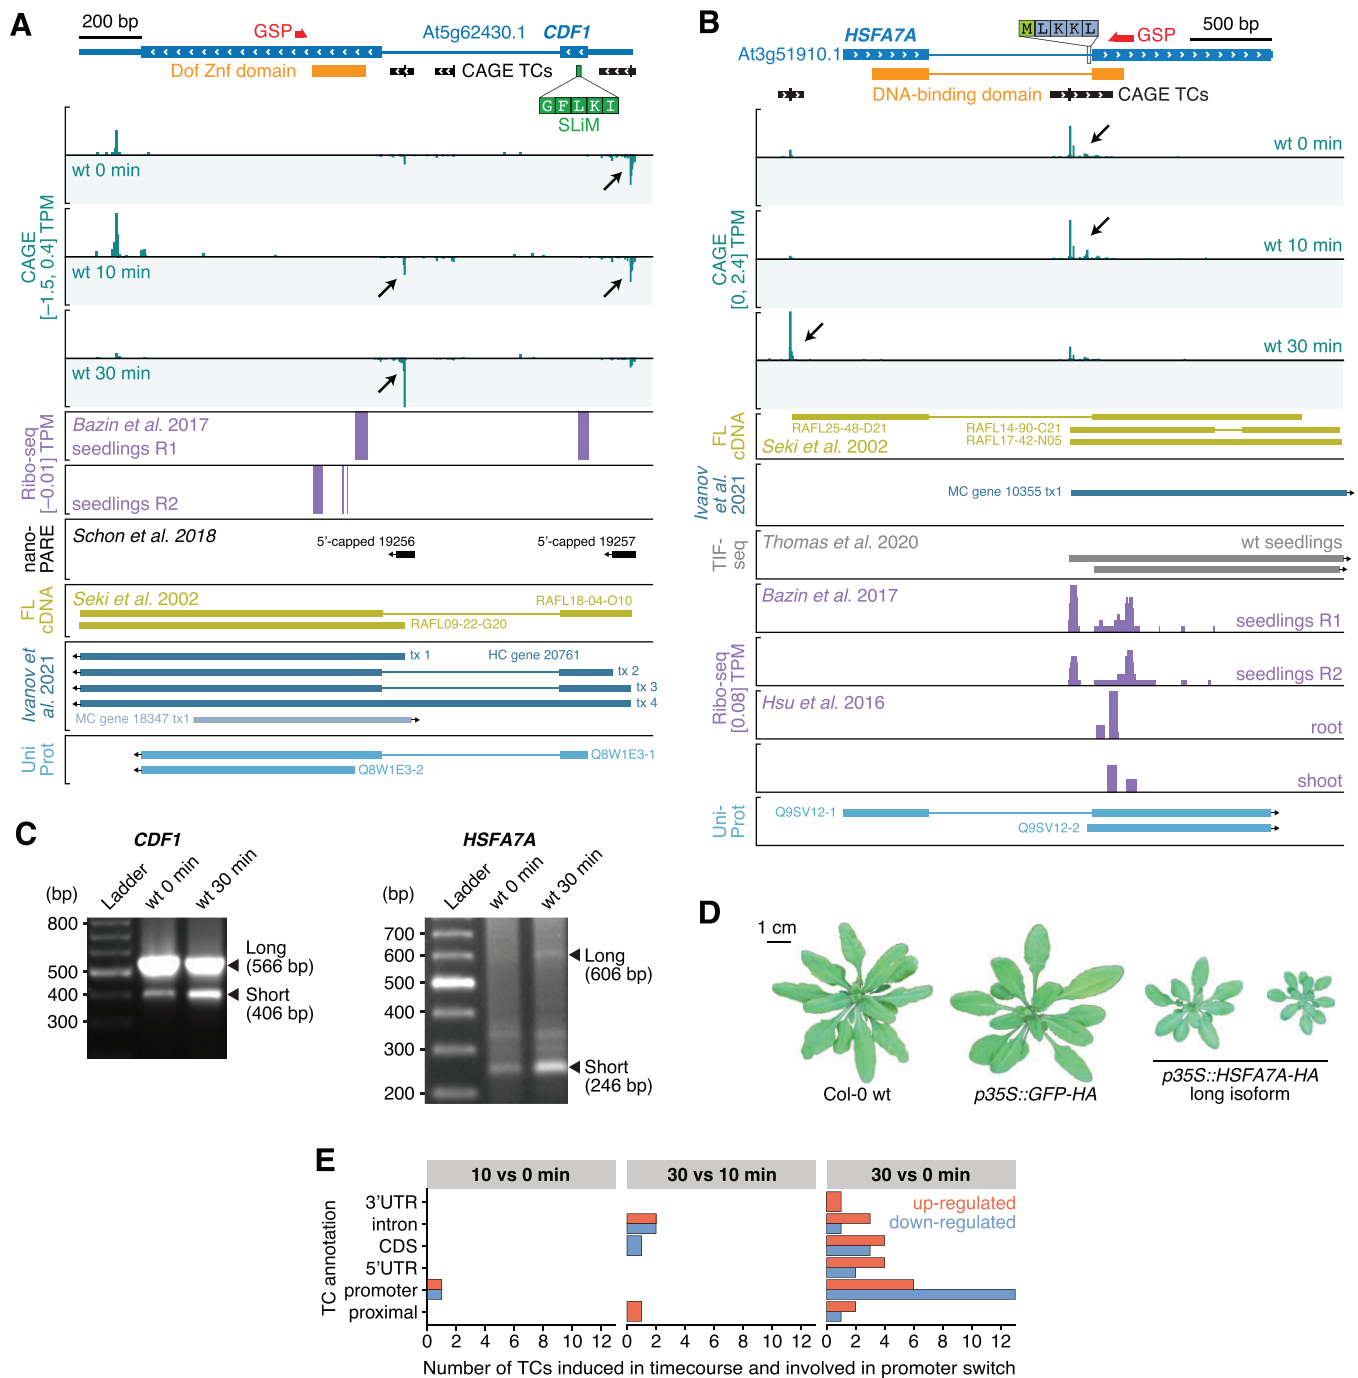 A
200 bp
GSP
At5g62430.1
CDF1
Dof Znf domain
CAGE TCs
G F L K I
SLiM
CAGE
[–1.5, 0.4] TPM
wt 0 min
wt 10 min
wt 30 min
Ribo-seq
[–0.01] TPM
Bazin et al. 2017
seedlings R1
seedlings R2
nano-
PARE
Schon et al. 2018
5'-capped 19256
5'-capped 19257
FL
cDNA
Seki et al. 2002
RAFL18-04-O10
RAFL09-22-G20
Ivanov et
al. 2021
tx 1
HC gene 20761
tx 2
tx 3
tx 4
MC gene 18347 tx1
Uni
Prot
Q8W1E3-1
Q8W1E3-2
B
HSFA7A
M L K K L
GSP
500 bp
At3g51910.1
DNA-binding domain
CAGE TCs
CAGE
[0, 2.4] TPM
wt 0 min
wt 10 min
wt 30 min
FL
cDNA
RAFL25-48-D21
RAFL14-90-C21
RAFL17-42-N05
Seki et al. 2002
Ivanov
et al.
2021
MC gene 10355 tx1
TIF-
seq
Thomas et al. 2020
wt seedlings
Ribo-seq
[0.08] TPM
Bazin et al. 2017
seedlings R1
seedlings R2
Hsu et al. 2016
root
shoot
Uni-
Prot
Q9SV12-1
Q9SV12-2
C
CDF1
(bp)
Ladder
wt 0 min
wt 30 min
800
500
400
300
Long
(566 bp)
Short
(406 bp)
HSFA7A
(bp)
Ladder
wt 0 min
wt 30 min
700
600
500
400
300
200
Long
(606 bp)
Short
(246 bp)
D
1 cm
Col-0 wt
p35S::GFP-HA
p35S::HSFA7A-HA
long isoform
E
10 vs 0 min
30 vs 10 min
30 vs 0 min
TC annotation
3'UTR
intron
CDS
5'UTR
promoter
proximal
up-regulated
down-regulated
0 2 4 6 8 10 12
0 2 4 6 8 10 12
0 2 4 6 8 10 12
Number of TCs induced in timecourse and involved in promoter switch